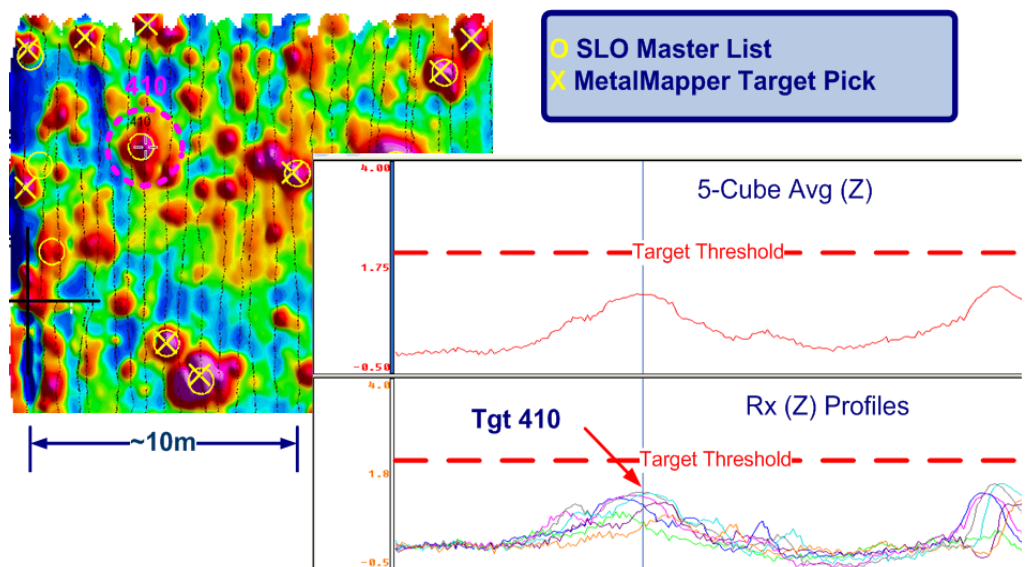 O SLO Master List
X MetalMapper Target Pick
410
410
4.00
5-Cube Avg (Z)
Target Threshold
1.75
-0.50
4.0
Rx (Z) Profiles
Tgt 410
Target Threshold
1.8
-0.5
~10m